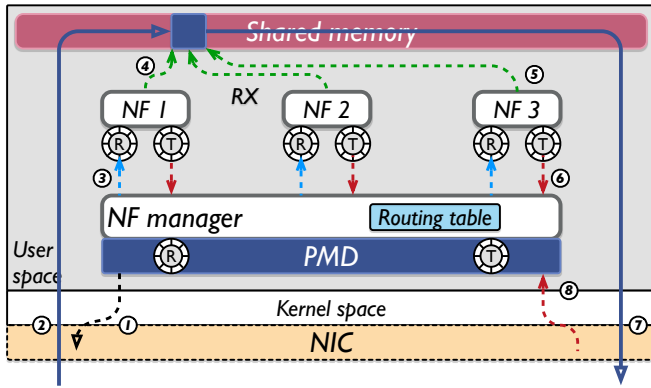 Shared memory
④
⑤
RX
NF 1
NF 2
NF 3
R
T
R
T
R
T
③
⑥
NF manager
Routing table
User
space
R
PMD
T
⑧
Kernel space
②
①
⑦
NIC